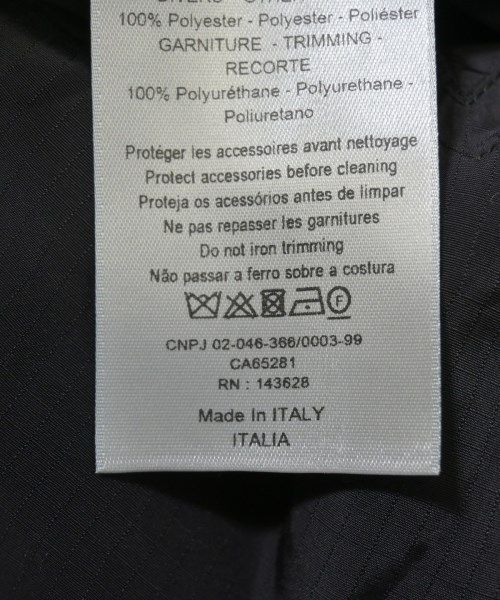 100% Polyester - Polyester - Poliéster
GARNITURE - TRIMMING -
RECORTE
100% Polyuréthane - Polyurethane -
Poliuretano
Protéger les accessoires avant nettoyage
Protect accessories before cleaning
Proteja os acessórios antes de limpar
Ne pas repasser les garnitures
Do not iron trimming
Não passar a ferro sobre a costura
F
CNPJ 02-046-366/0003-99
CA65281
RN : 143628
Made In ITALY
ITALIA